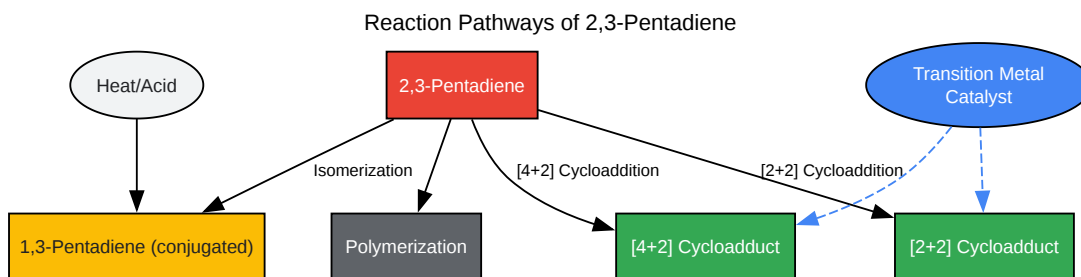 Reaction Pathways of 2,3-Pentadiene
Heat/Acid
2,3-Pentadiene
Transition Metal
Catalyst
Isomerization
[4+2] Cycloaddition
[2+2] Cycloaddition
1,3-Pentadiene (conjugated)
Polymerization
[4+2] Cycloadduct
[2+2] Cycloadduct